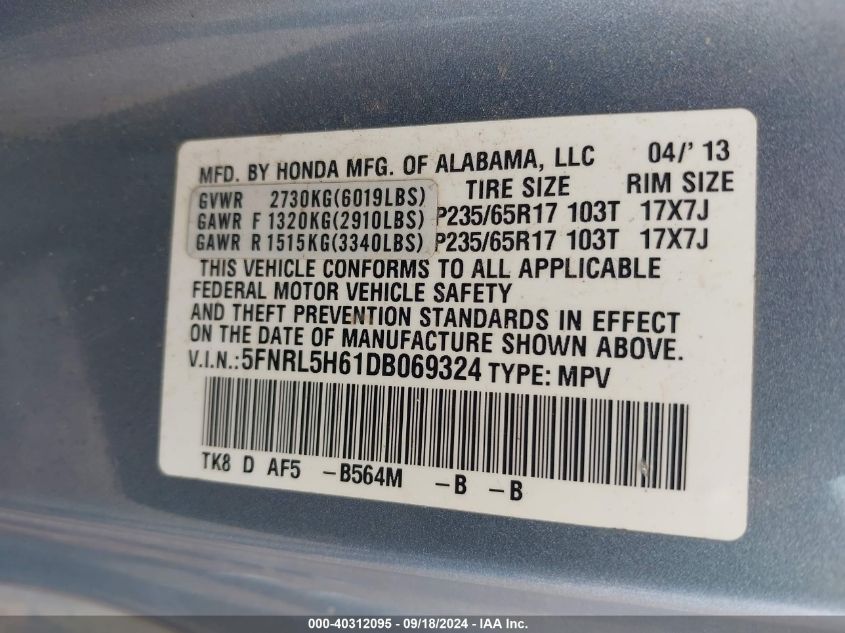 MFD. BY HONDA MFG. OF ALABAMA, LLC 04/' 13
TIRE SIZE RIM SIZE
GVWR 2730KG(6019LBS)
GAWR F 1320KG(2910LBS) P235/65R17 103T 17X7J
GAWR R 1515KG(3340LBS) P235/65R17 103T 17X7J
THIS VEHICLE CONFORMS TO ALL APPLICABLE
FEDERAL MOTOR VEHICLE SAFETY
AND THEFT PREVENTION STANDARDS IN EFFECT
ON THE DATE OF MANUFACTURE SHOWN ABOVE.
V.I.N.:5FNRL5H61DB069324 TYPE: MPV
TK8 D AF5 -B564M -B -B
000-40312095 - 09/18/2024 - IAA Inc.